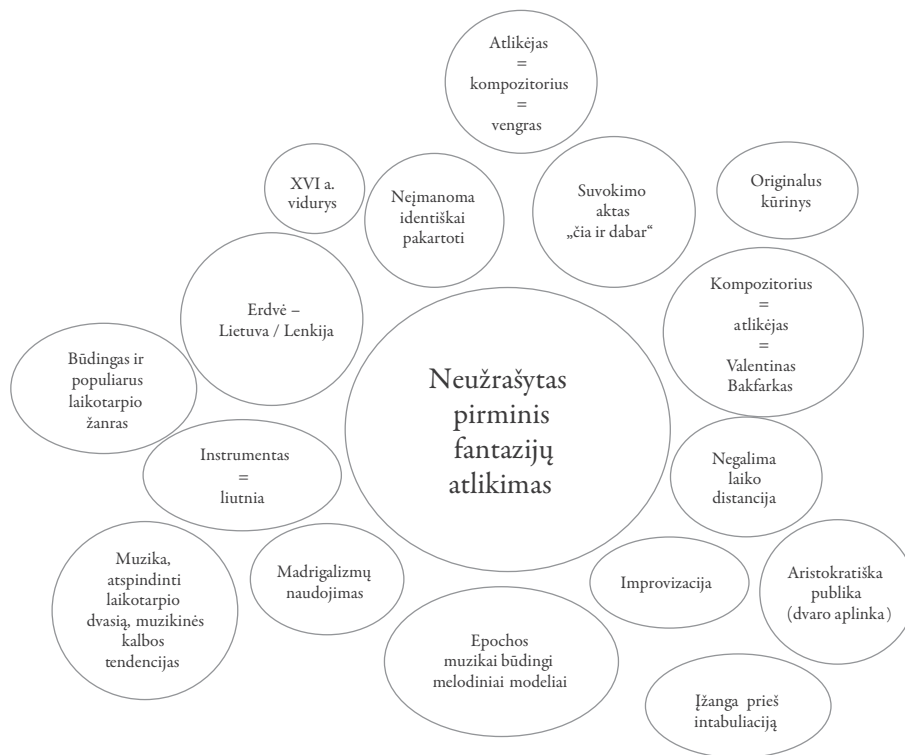 Atlikėjas
=
kompozitorius
=
vengras
XVI a.
vidurys
Neįmanoma
identiškai
pakartoti
Suvokimo
aktas
„čia ir dabar“
Originalus
kūrinys
Erdvė –
Lietuva / Lenkija
Kompozitorius
=
atlikėjas
=
Valentinas
Bakfarkas
Būdingas ir
populiarus
laikotarpio
žanras
Neužrašytas
pirminis
fantazijų
atlikimas
Instrumentas
=
liutnia
Negalima
laiko
distancija
Muzika,
atspindinti
laikotarpio
dvasią, muzikinės
kalbos
tendencijas
Madrigalizmų
naudojimas
Improvizacija
Aristokratiška
publika
(dvaro aplinka)
Epochos
muzikai būdingi
melodiniai modeliai
Įžanga prieš
intabuliaciją